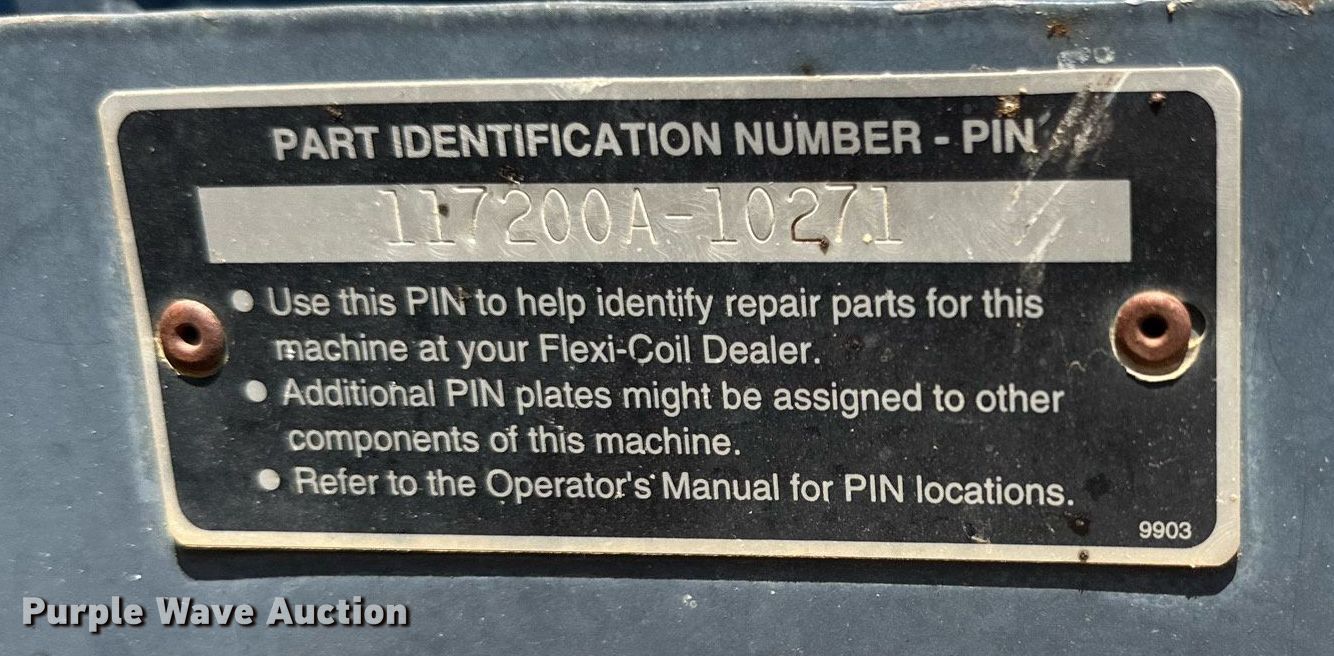 PART IDENTIFICATION NUMBER - PIN
117200A-10271
● Use this PIN to help identify repair parts for this
machine at your Flexi-Coil Dealer.
● Additional PIN plates might be assigned to other
components of this machine.
● Refer to the Operator's Manual for PIN locations.
9903
Purple Wave Auction